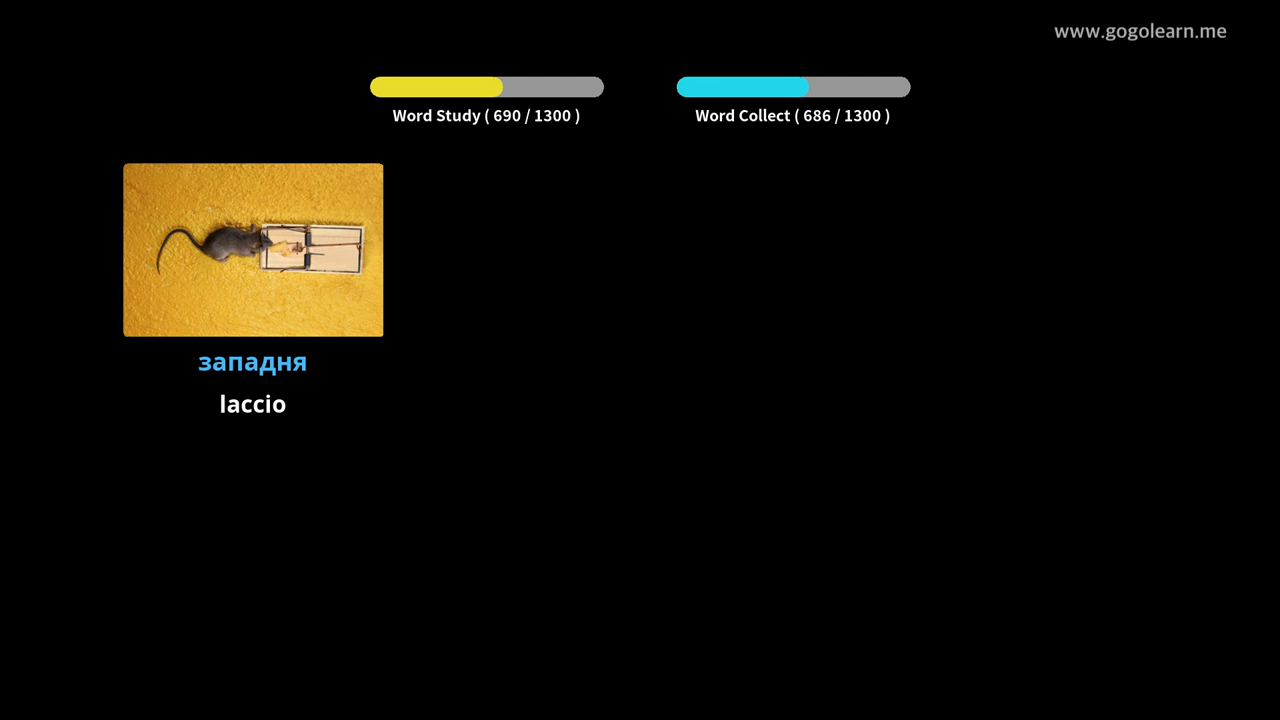 www.gogolearn.me
Word Study ( 690 / 1300 )
Word Collect ( 686 / 1300 )
западня
laccio